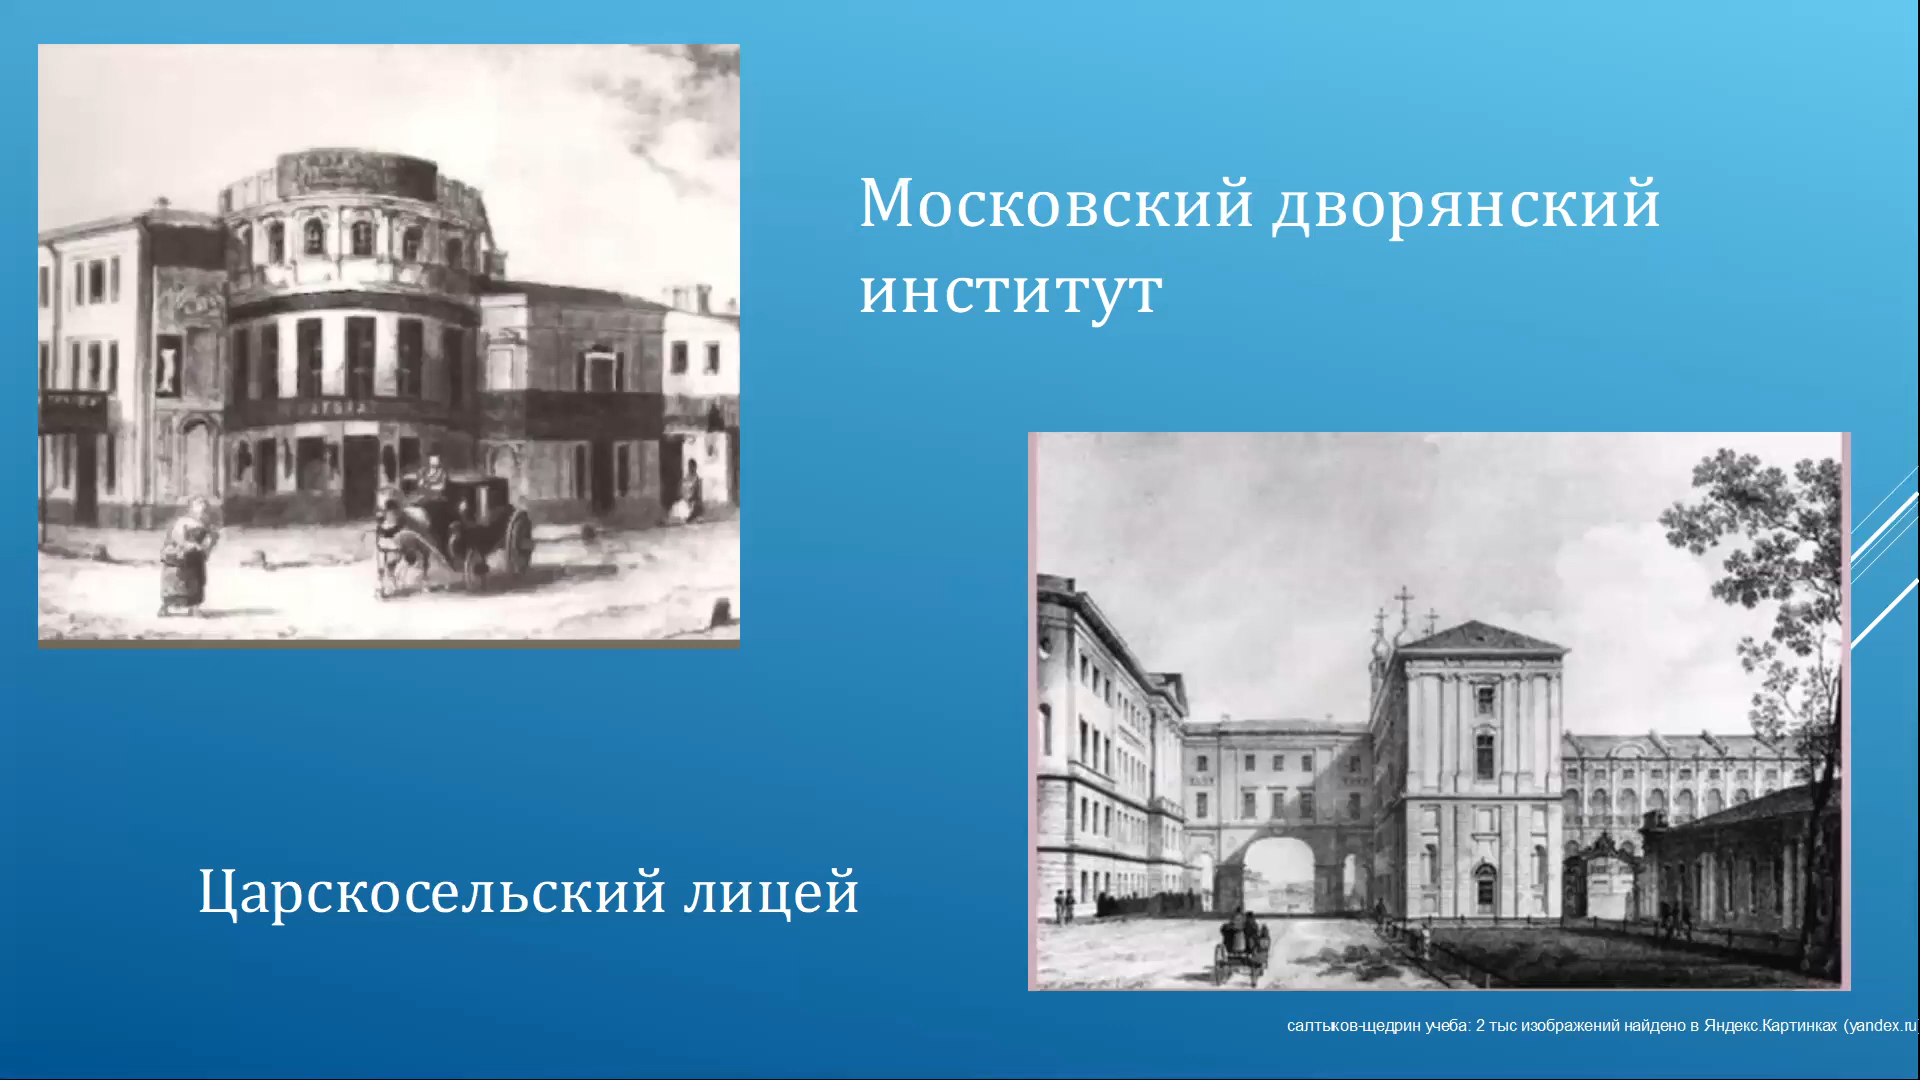 Московский дворянский
институт
Царскосельский лицей
салтыков-щедрин учеба: 2 тыс изображений найдено в Яндекс.Картинках (yandex.ru